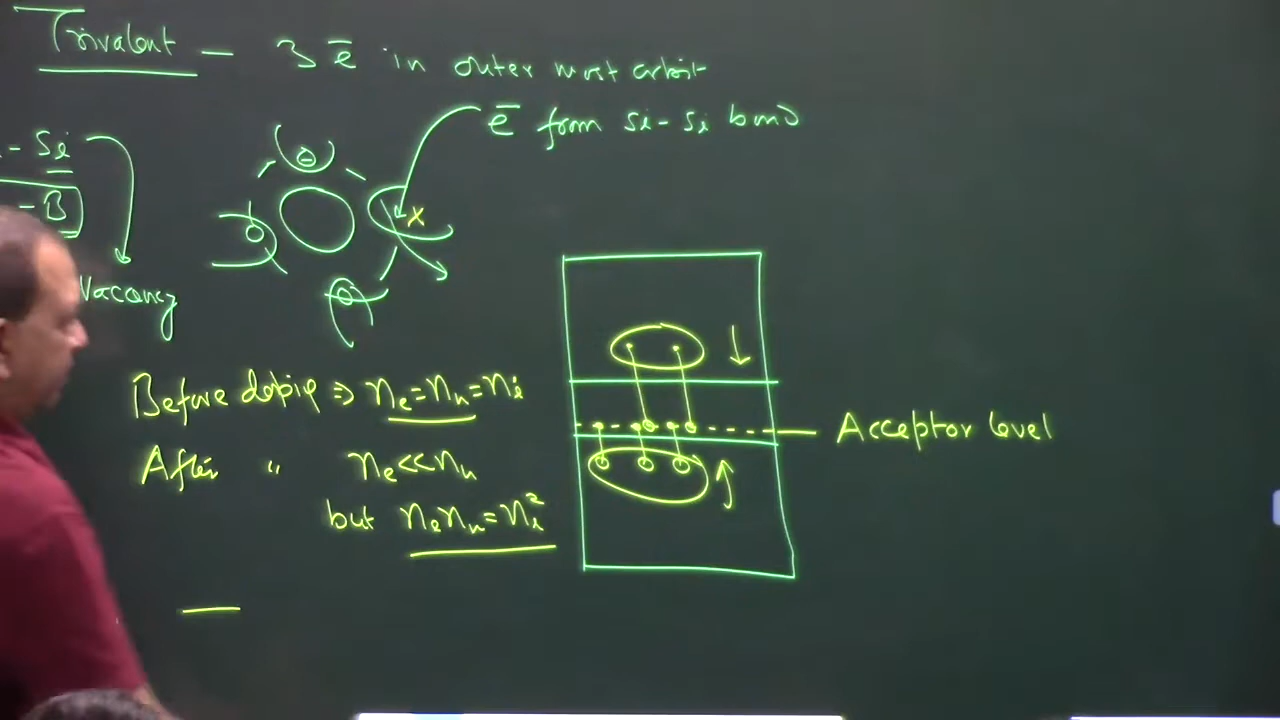 Trivalent — 3 e̅ in outer most orbit
e̅ from Si-Si bond
- Si
- B
Vacancy
x
Before doping ⇒ nₑ=nₕ=nᵢ
After " nₑ<<nₕ
but nₑnₕ=nᵢ²
Acceptor level